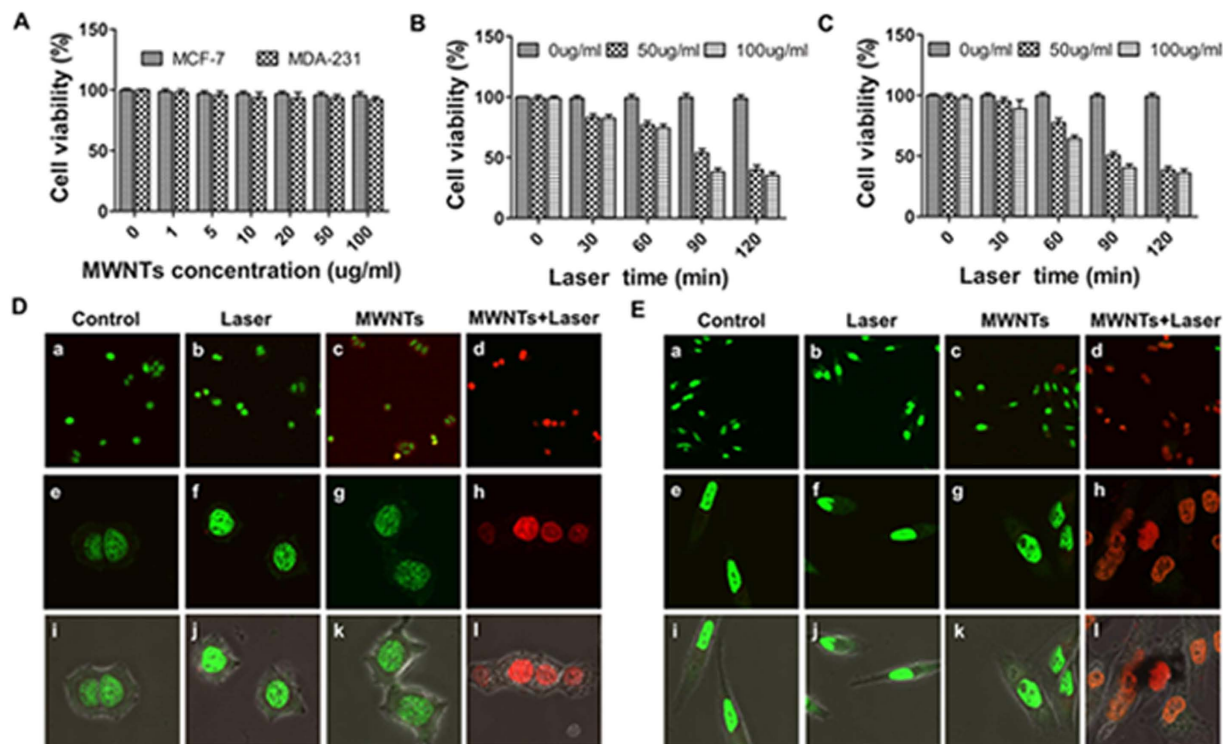 A
Cell viability (%)
150
100
50
0
MCF-7 MDA-231
0 1 5 10 20 50 100
MWNTs concentration (ug/ml)
B
Cell viability (%)
150
100
50
0
0ug/ml 50ug/ml 100ug/ml
0 30 60 90 120
Laser time (min)
C
Cell viability (%)
150
100
50
0
0ug/ml 50ug/ml 100ug/ml
0 30 60 90 120
Laser time (min)
D
Control Laser MWNTs MWNTs+Laser
a b c d
e f g h
i j k l
E
Control Laser MWNTs MWNTs+Laser
a b c d
e f g h
i j k l